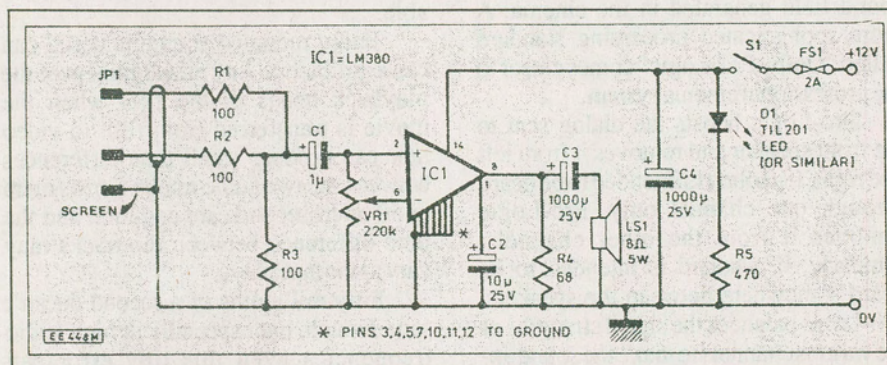 IC1=LM380
S1
FS1
2A
+12V
JP1
R1
100
R2
100
C1
1µ
+
SCREEN
R3
100
VR1
220k
2
+
6
-
14
IC1
8
1
*
C2
10µ
25V
+
C3
1000µ
25V
R4
68
LS1
8Ω
.5W
+
C4
1000µ
25V
D1
TIL201
LED
(OR SIMILAR)
R5
470
0V
* PINS 3,4,5,7,10,11,12 TO GROUND
EE448M